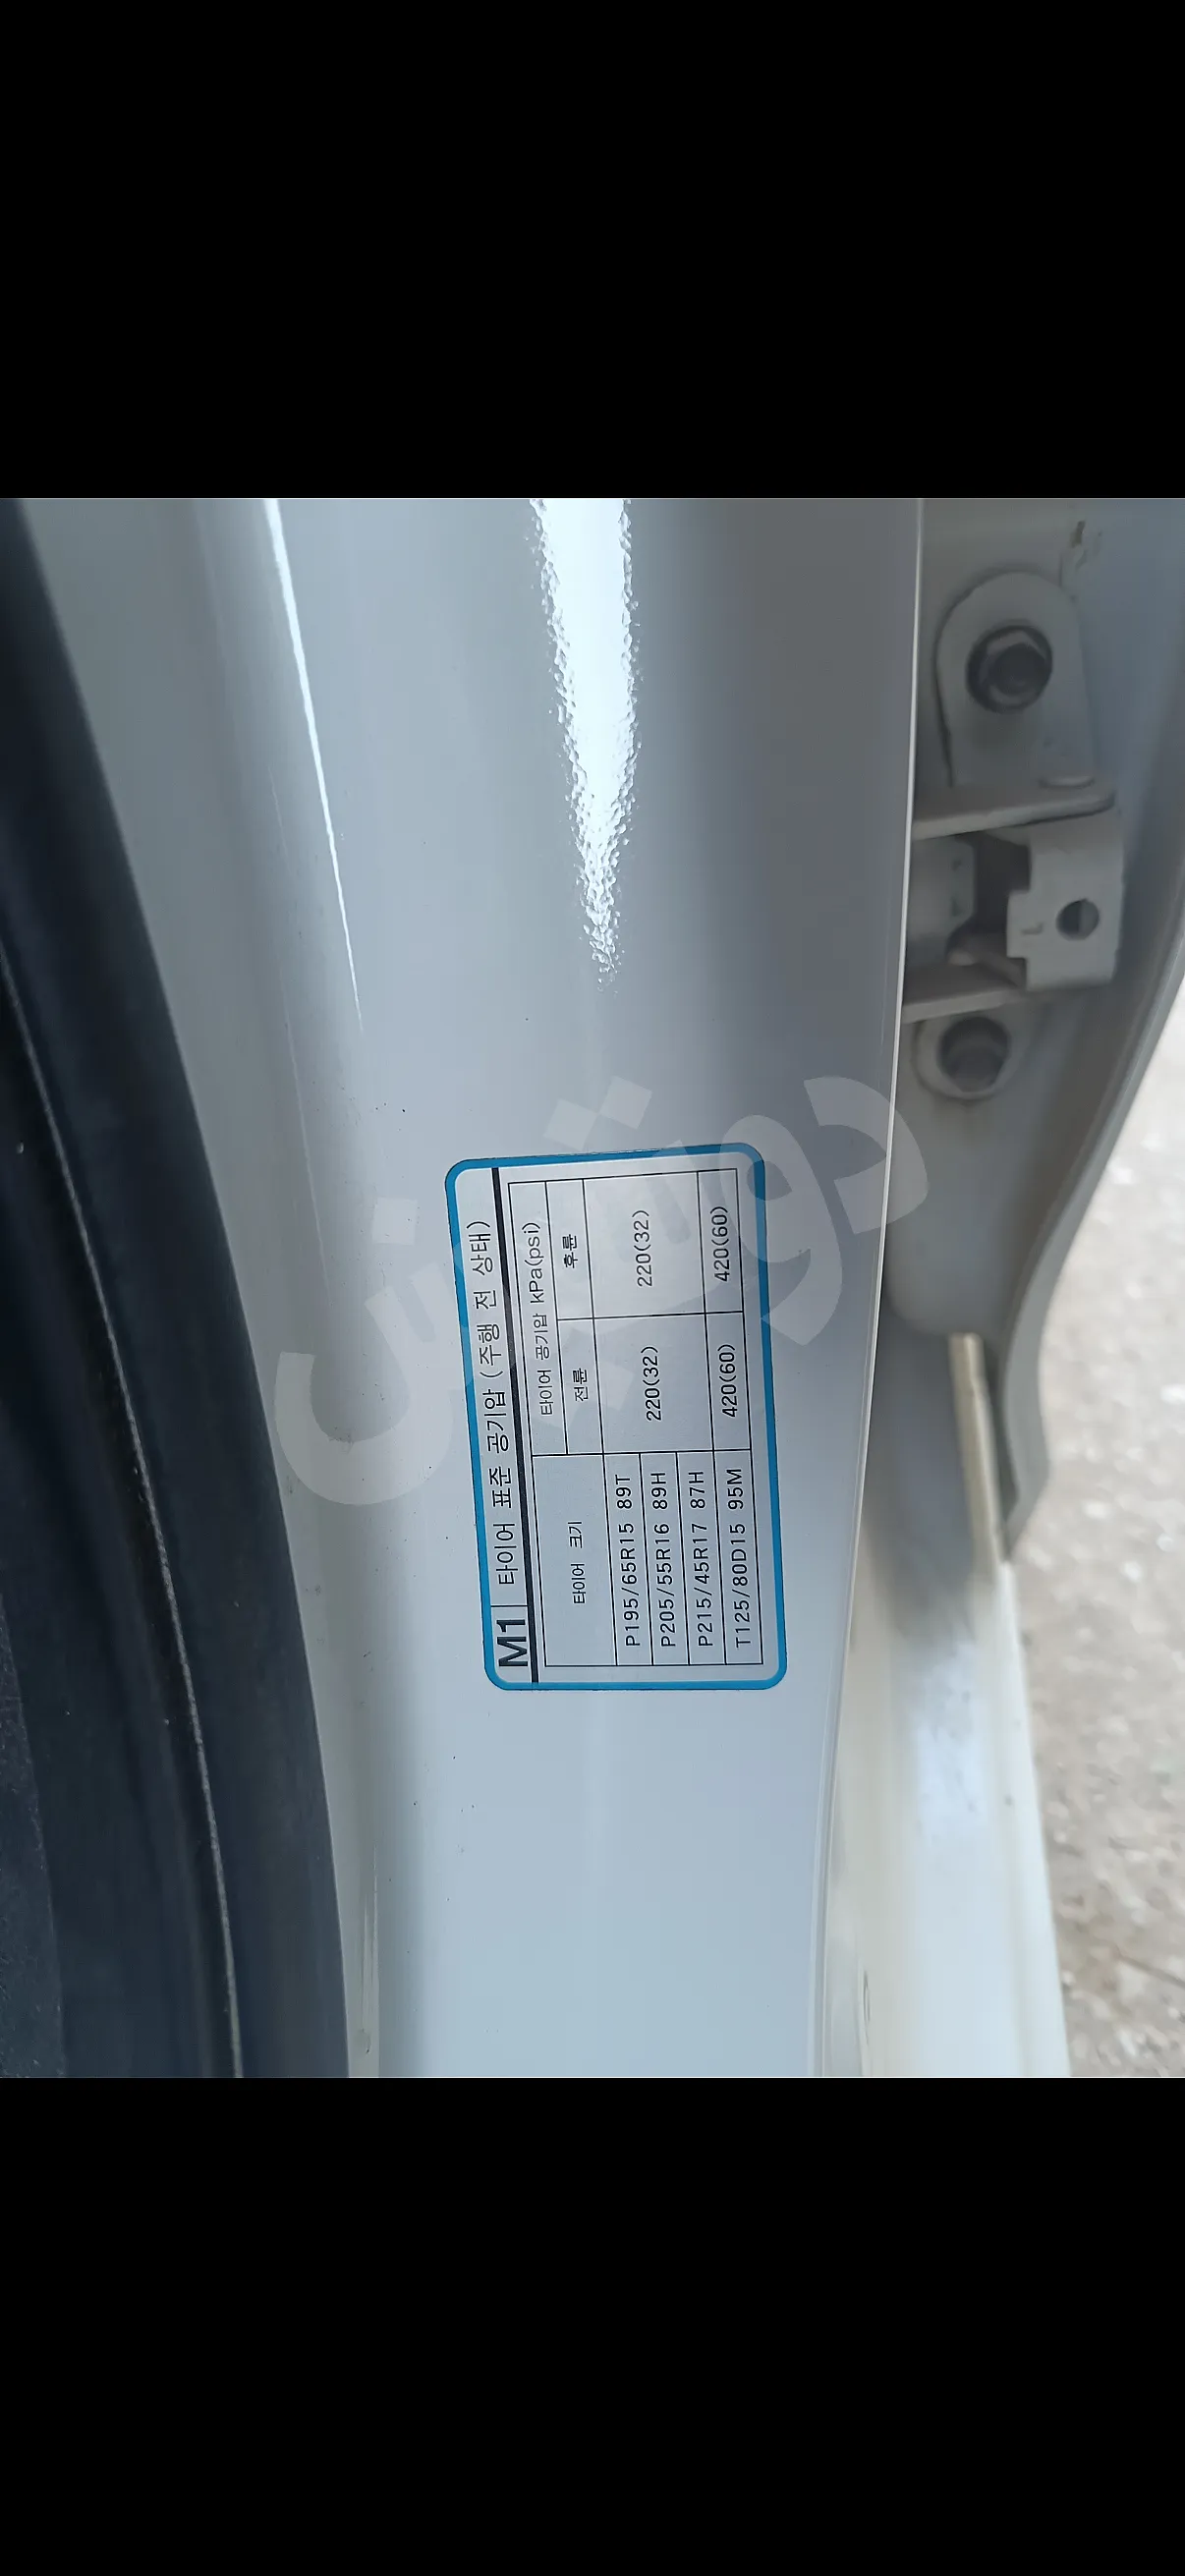 M1 타이어 표준 공기압 (주행 전 상태)
타이어 크기 타이어 공기압 kPa(psi)
전륜 후륜
P195/65R15 89T
P205/55R16 89H 220(32) 220(32)
P215/45R17 87H
T125/80D15 95M 420(60) 420(60)
دوبیزن
L